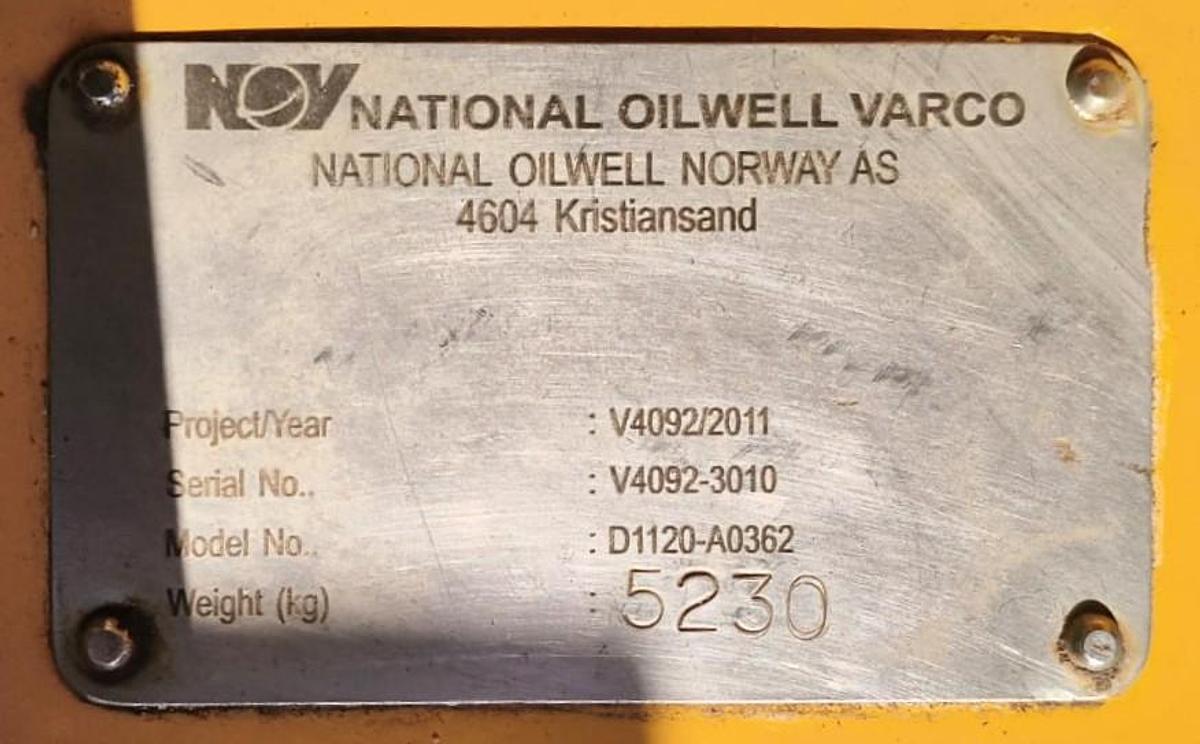 NOV NATIONAL OILWELL VARCO
NATIONAL OILWELL NORWAY AS
4604 Kristiansand
Project/Year : V4092/2011
Serial No.. : V4092-3010
Model No.. : D1120-A0362
Weight (kg) : 5230